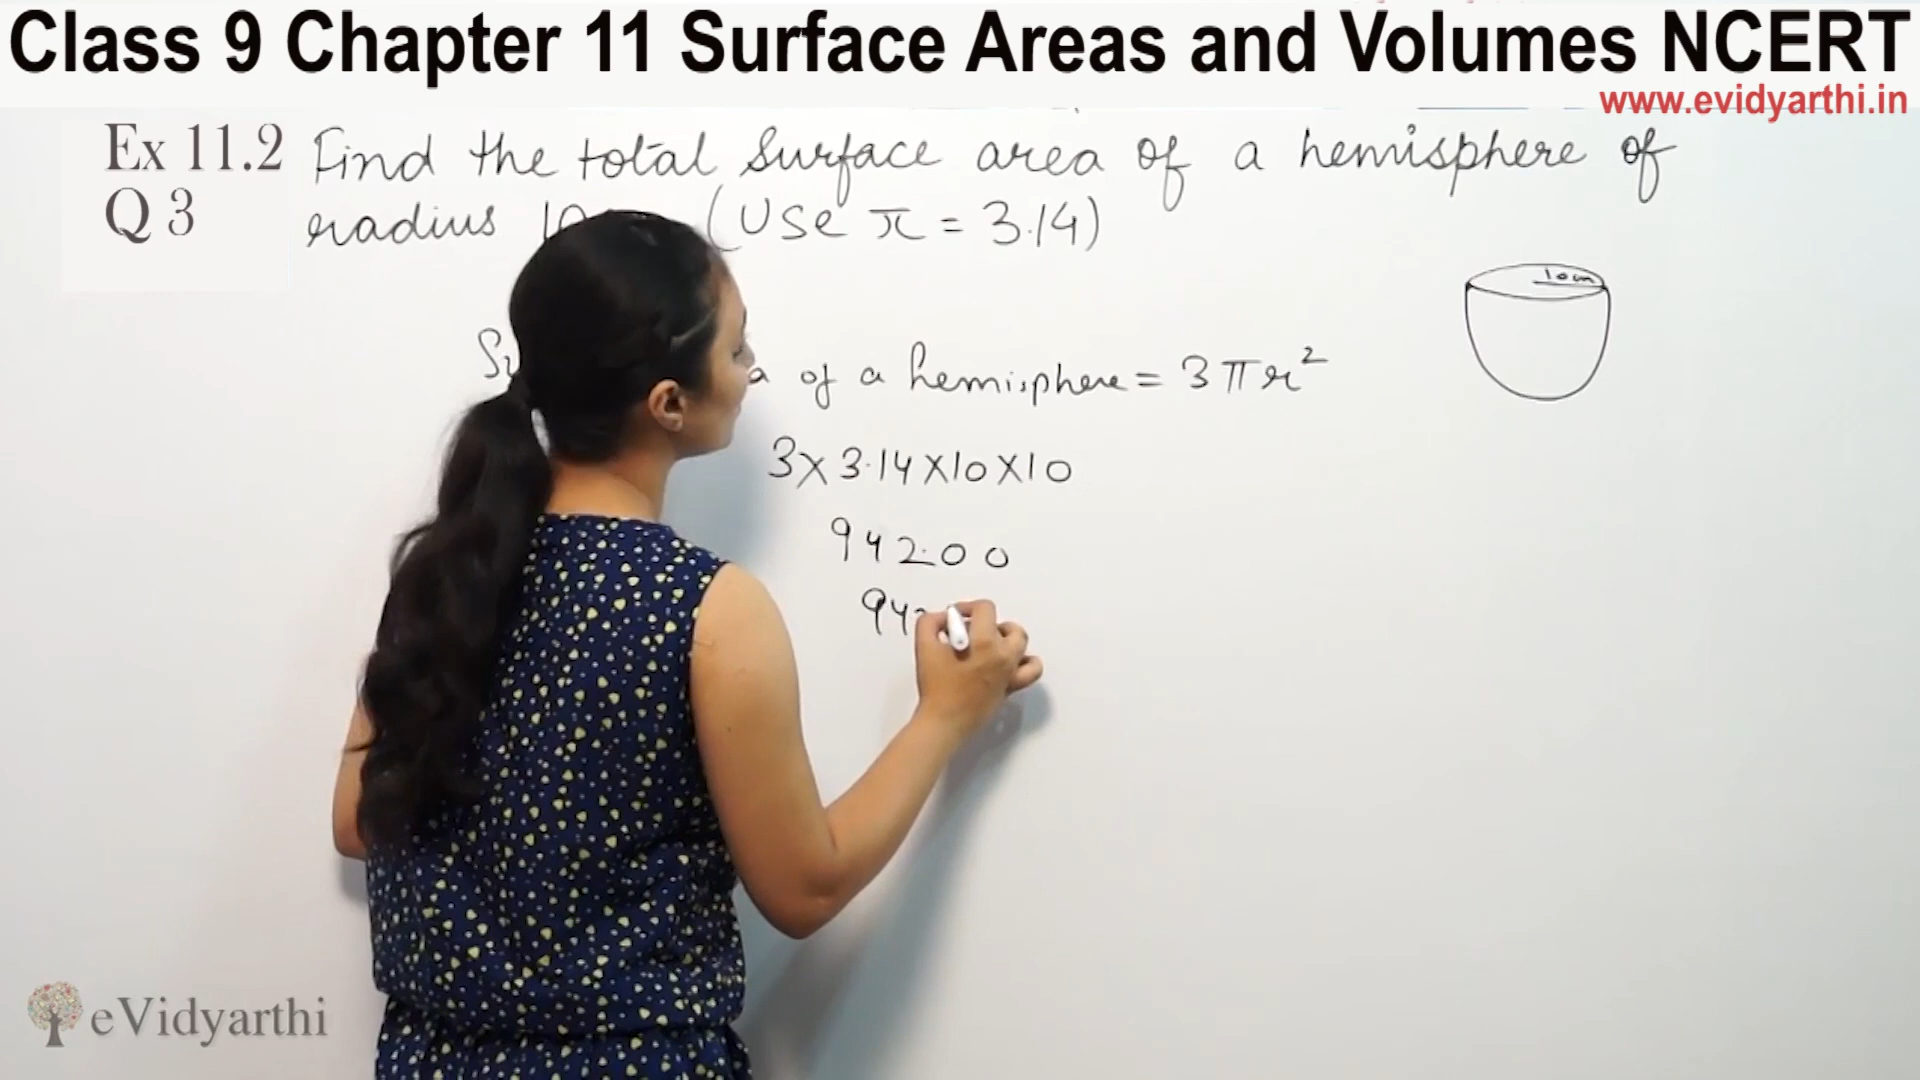 Class 9 Chapter 11 Surface Areas and Volumes NCERT
www.evidyarthi.in
Ex 11.2 Find the total surface area of a hemisphere of
Q 3 radius (Use π = 3.14)
10cm
of a hemisphere = 3πr²
3×3.14×10×10
942.00
eVidyarthi